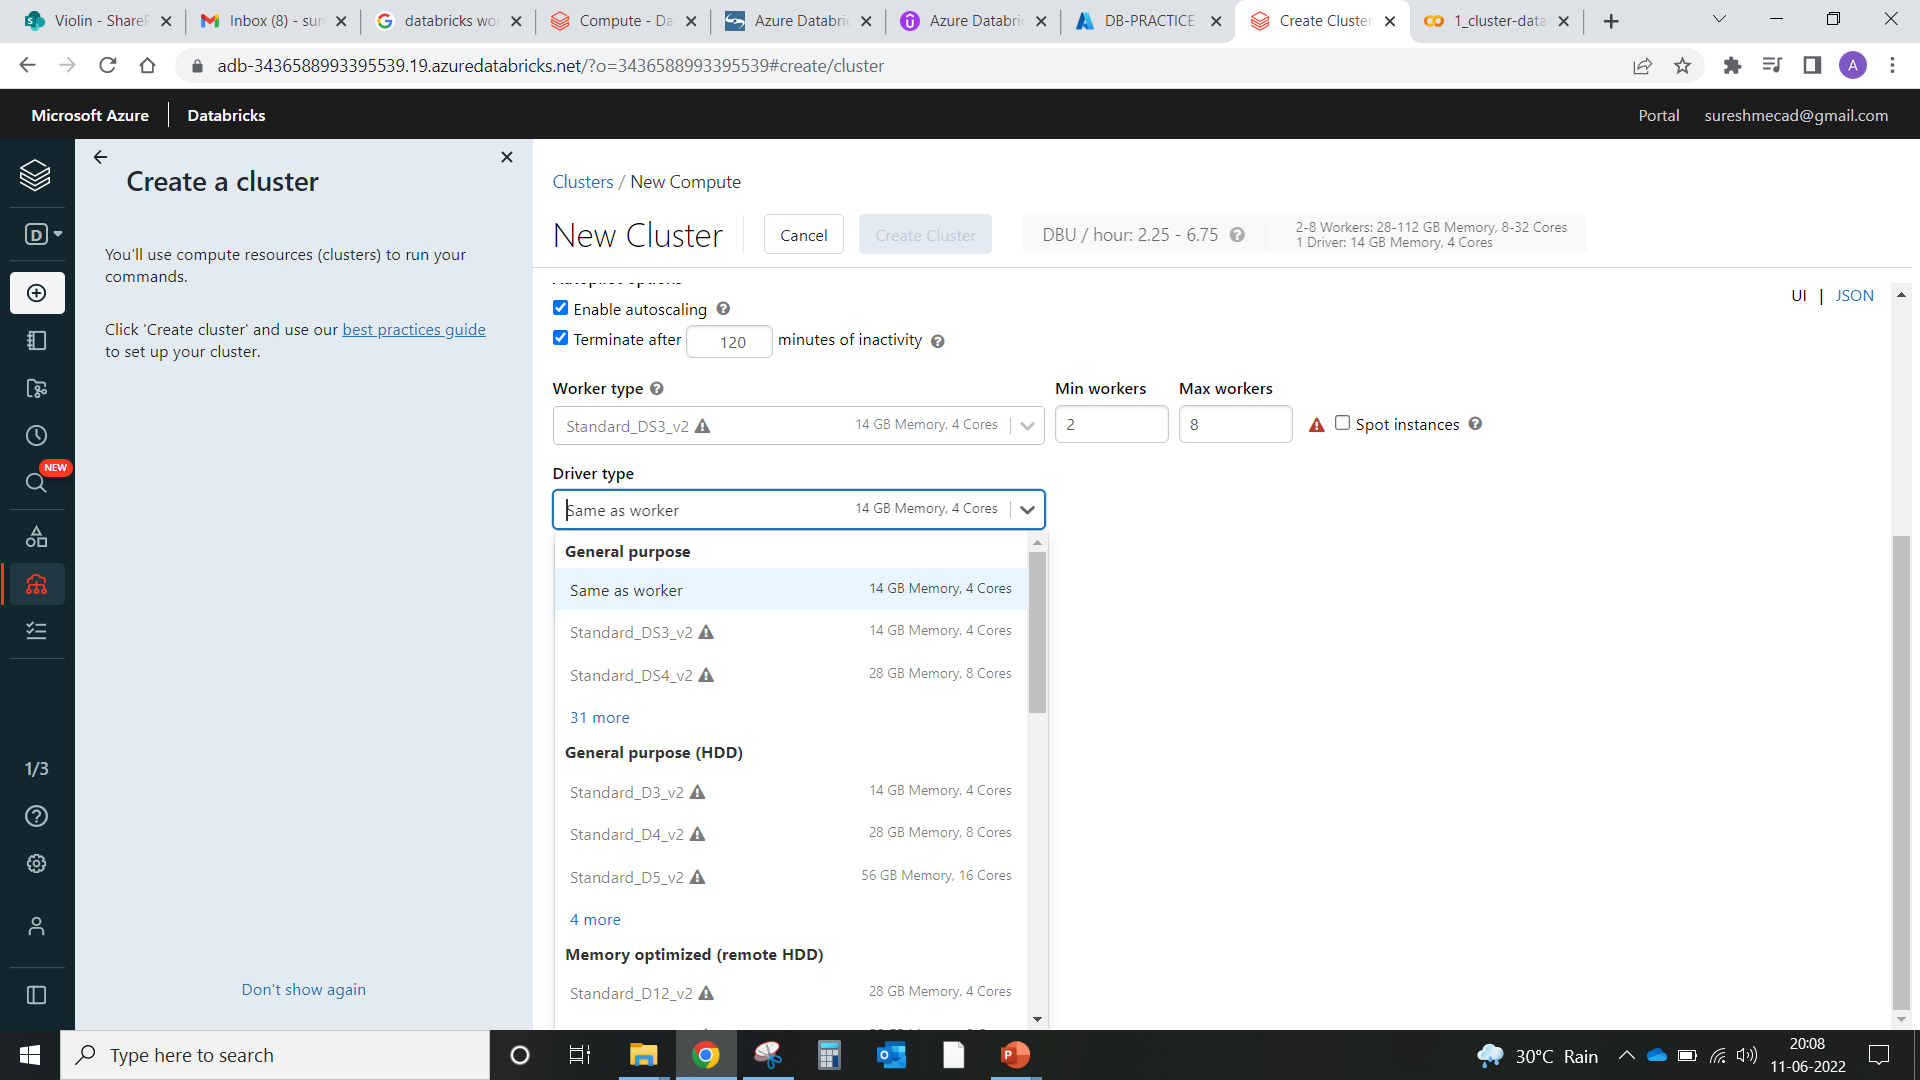 Violin - ShareP
Inbox (8) - sur
databricks wor
Compute - Dat
Azure Databric
Azure Databric
DB-PRACTICE
Create Cluster
1_cluster-data
adb-3436588993395539.19.azuredatabricks.net/?o=3436588993395539#create/cluster
A
Microsoft Azure
Databricks
Portal
sureshmecad@gmail.com
Create a cluster
You'll use compute resources (clusters) to run your
commands.
Click 'Create cluster' and use our best practices guide
to set up your cluster.
Don't show again
D
NEW
1/3
Clusters / New Compute
New Cluster
Cancel
Create Cluster
DBU / hour: 2.25 - 6.75
2-8 Workers: 28-112 GB Memory, 8-32 Cores
1 Driver: 14 GB Memory, 4 Cores
UI | JSON
Autopilot options
Enable autoscaling
Terminate after 120 minutes of inactivity
Worker type
Min workers
Max workers
Standard_DS3_v2 14 GB Memory, 4 Cores
2
8
Spot instances
Driver type
Same as worker 14 GB Memory, 4 Cores
General purpose
Same as worker 14 GB Memory, 4 Cores
Standard_DS3_v2 14 GB Memory, 4 Cores
Standard_DS4_v2 28 GB Memory, 8 Cores
31 more
General purpose (HDD)
Standard_D3_v2 14 GB Memory, 4 Cores
Standard_D4_v2 28 GB Memory, 8 Cores
Standard_D5_v2 56 GB Memory, 16 Cores
4 more
Memory optimized (remote HDD)
Standard_D12_v2 28 GB Memory, 4 Cores
Type here to search
30°C Rain
20:08
11-06-2022